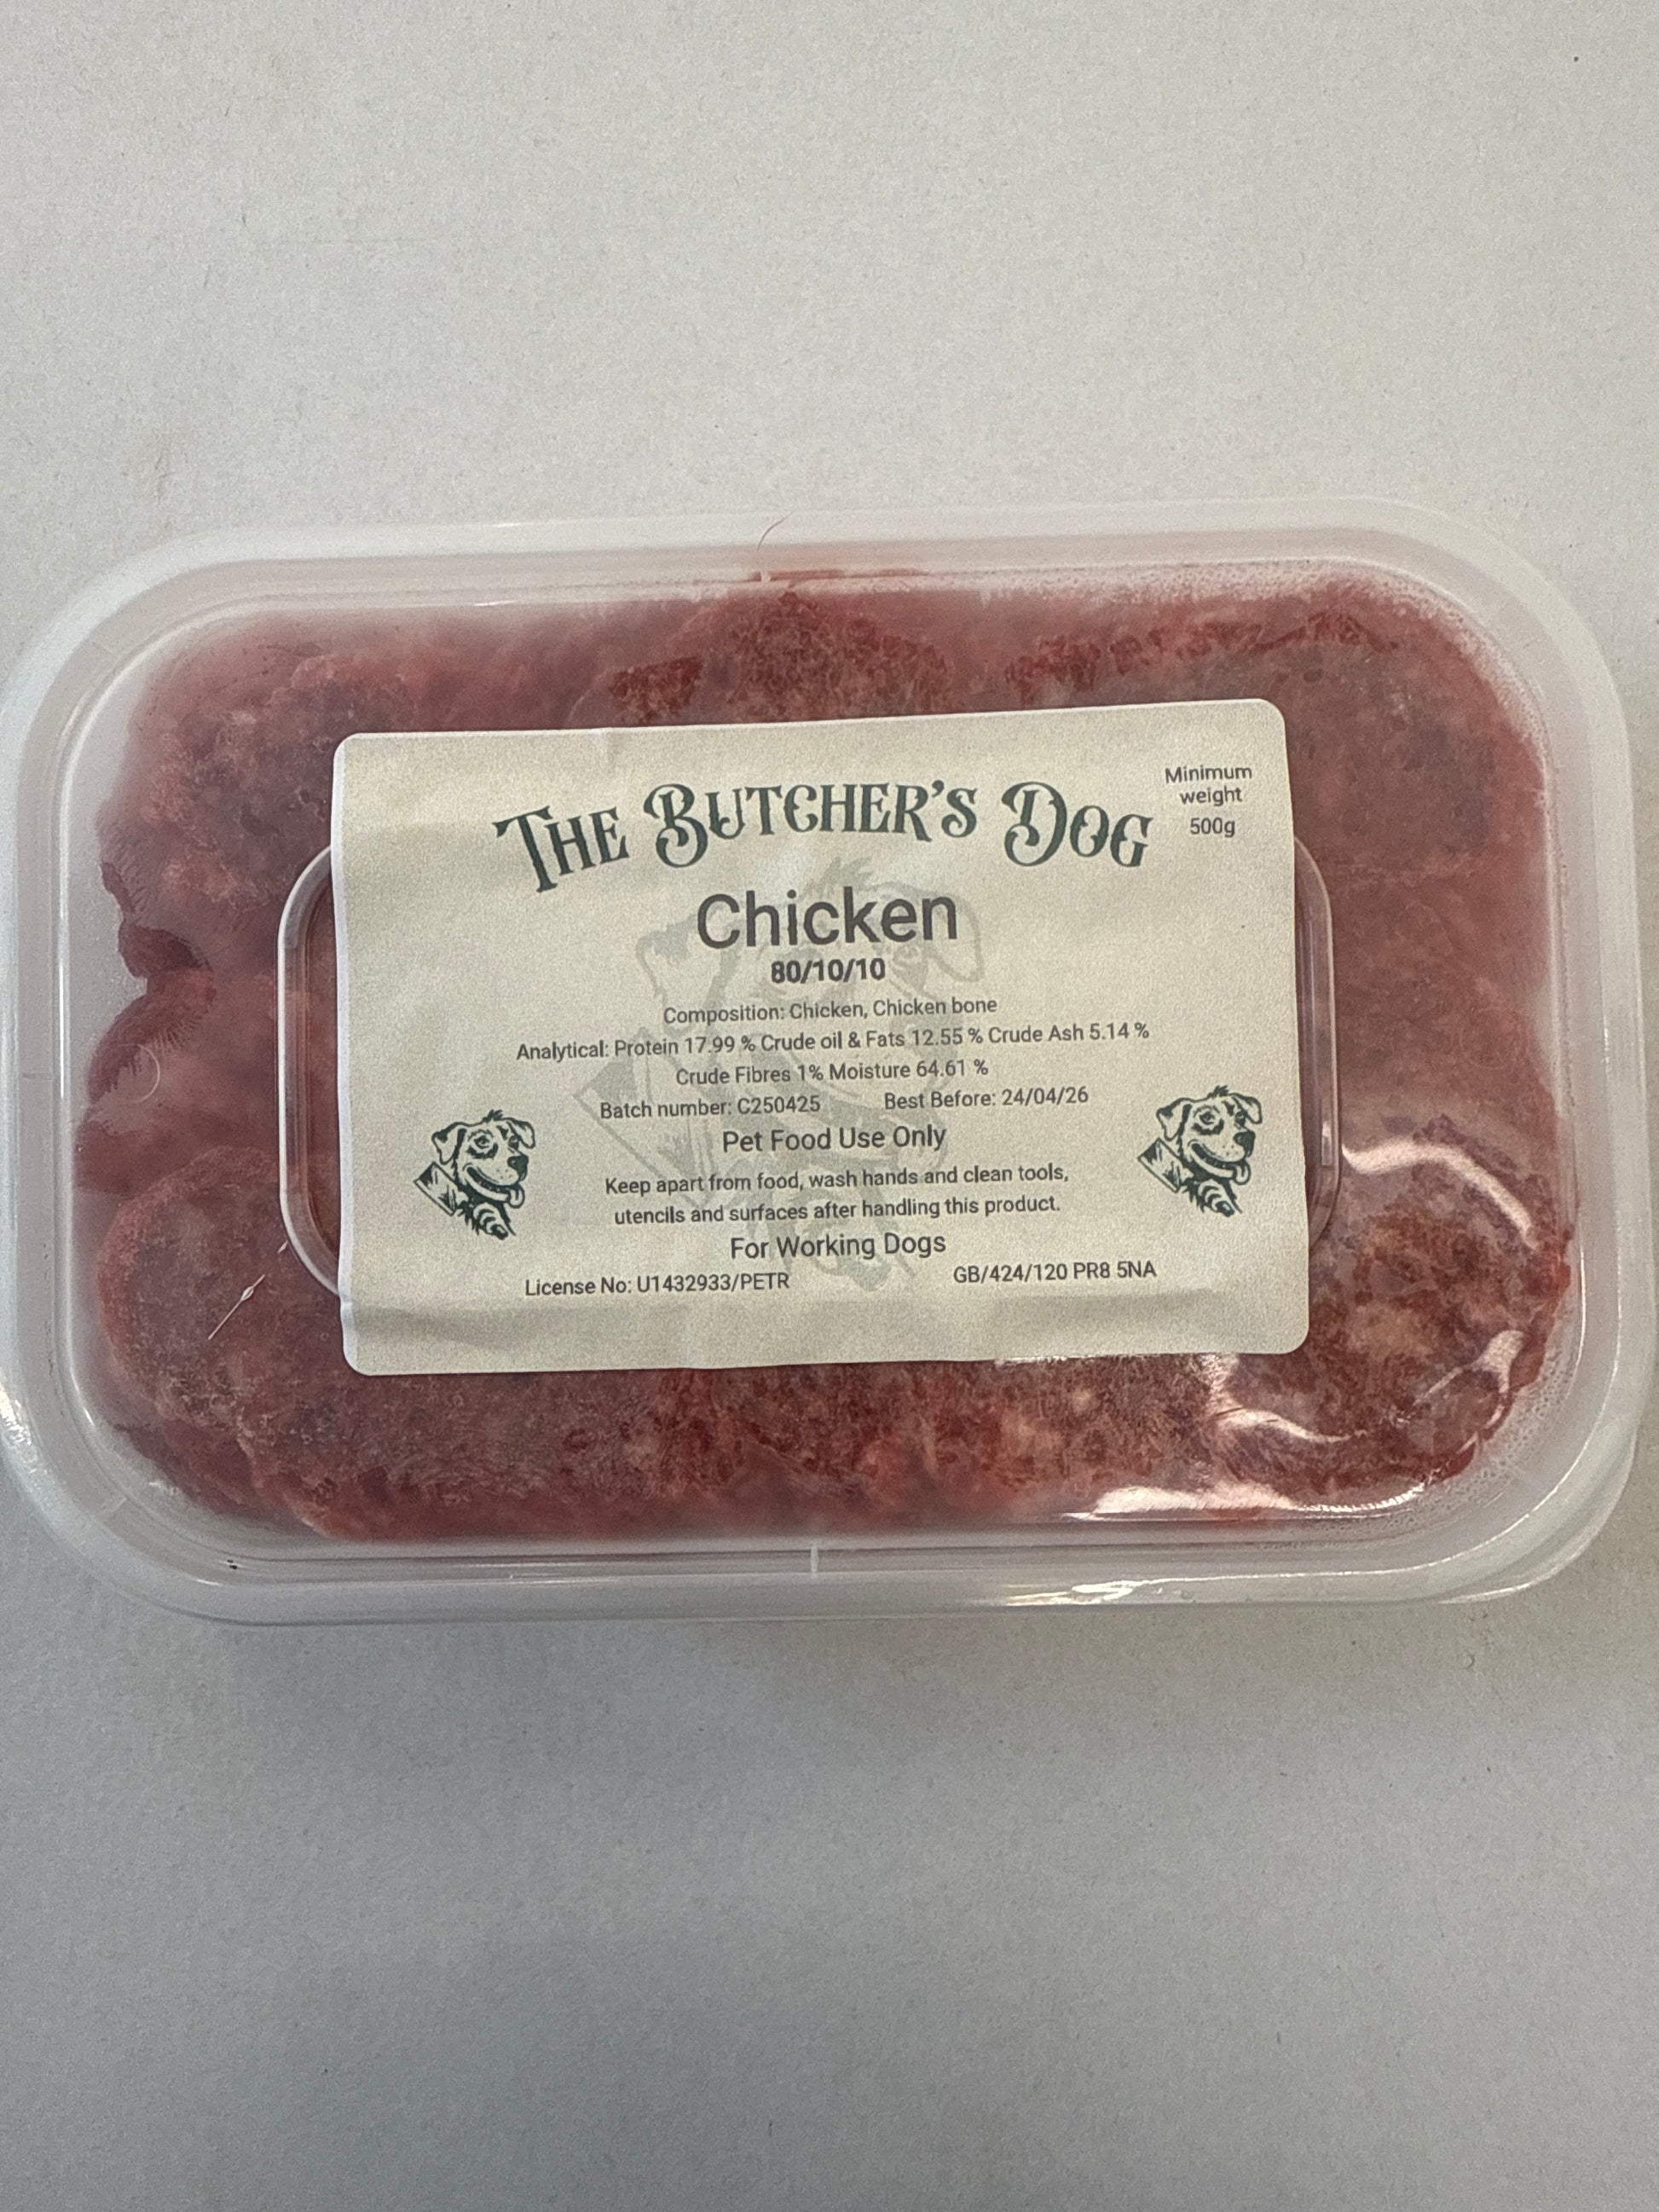 THE BUTCHER'S DOG
Minimum
weight
500g
Chicken
80/10/10
Composition: Chicken, Chicken bone
Analytical: Protein 17.99 % Crude oil & Fats 12.55 % Crude Ash 5.14 %
Crude Fibres 1% Moisture 64.61 %
Batch number: C250425 Best Before: 24/04/26
Pet Food Use Only
Keep apart from food, wash hands and clean tools,
utencils and surfaces after handling this product.
For Working Dogs
License No: U1432933/PETR GB/424/120 PR8 5NA